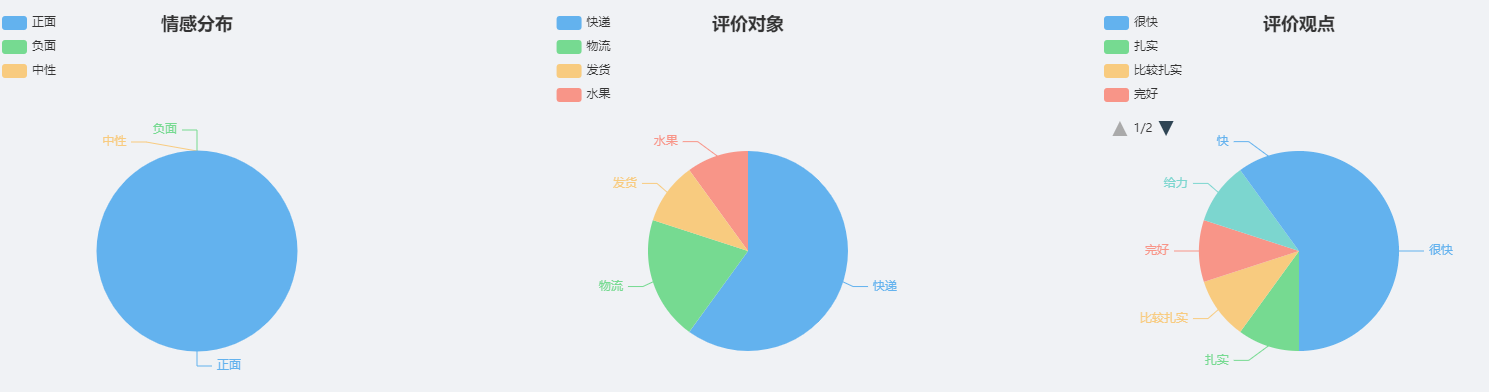 情感分布
正面
负面
中性
负面
中性
正面
评价对象
快递
物流
发货
水果
水果
发货
物流
快递
评价观点
很快
扎实
比较扎实
完好
1/2
快
给力
完好
很快
比较扎实
扎实